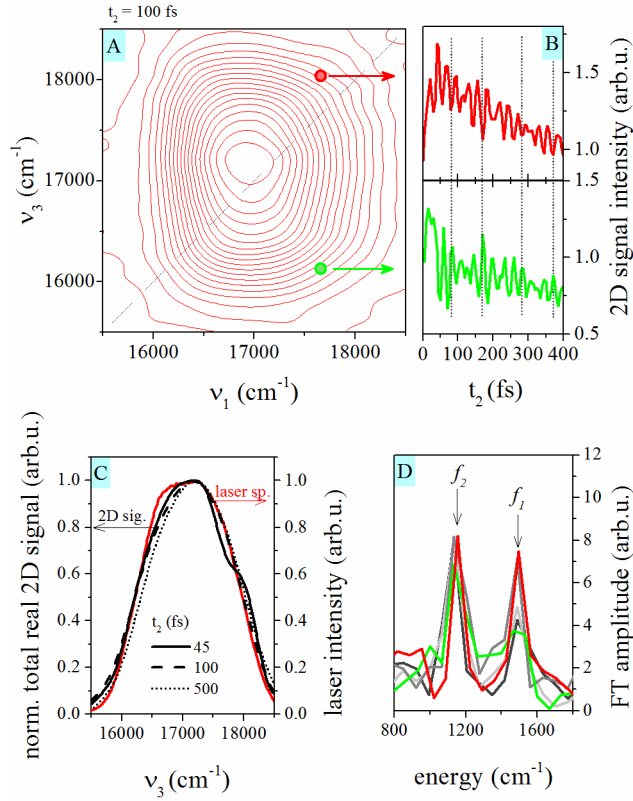 t2 = 100 fs
A
18000
17000
16000
ν3 (cm-1)
16000 17000 18000
ν1 (cm-1)
B
1.5
1.0
1.5
1.0
0.5
2D signal intensity (arb.u.)
0 100 200 300 400
t2 (fs)
C
1.0
0.8
0.6
0.4
0.2
0.0
norm. total real 2D signal (arb.u.)
laser sp.
2D sig.
t2 (fs)
45
100
500
1.0
0.8
0.6
0.4
0.2
0.0
laser intensity (arb.u.)
16000 17000 18000
ν3 (cm-1)
D
f2
f1
12
10
8
6
4
2
0
FT amplitude (arb.u.)
800 1200 1600
energy (cm-1)